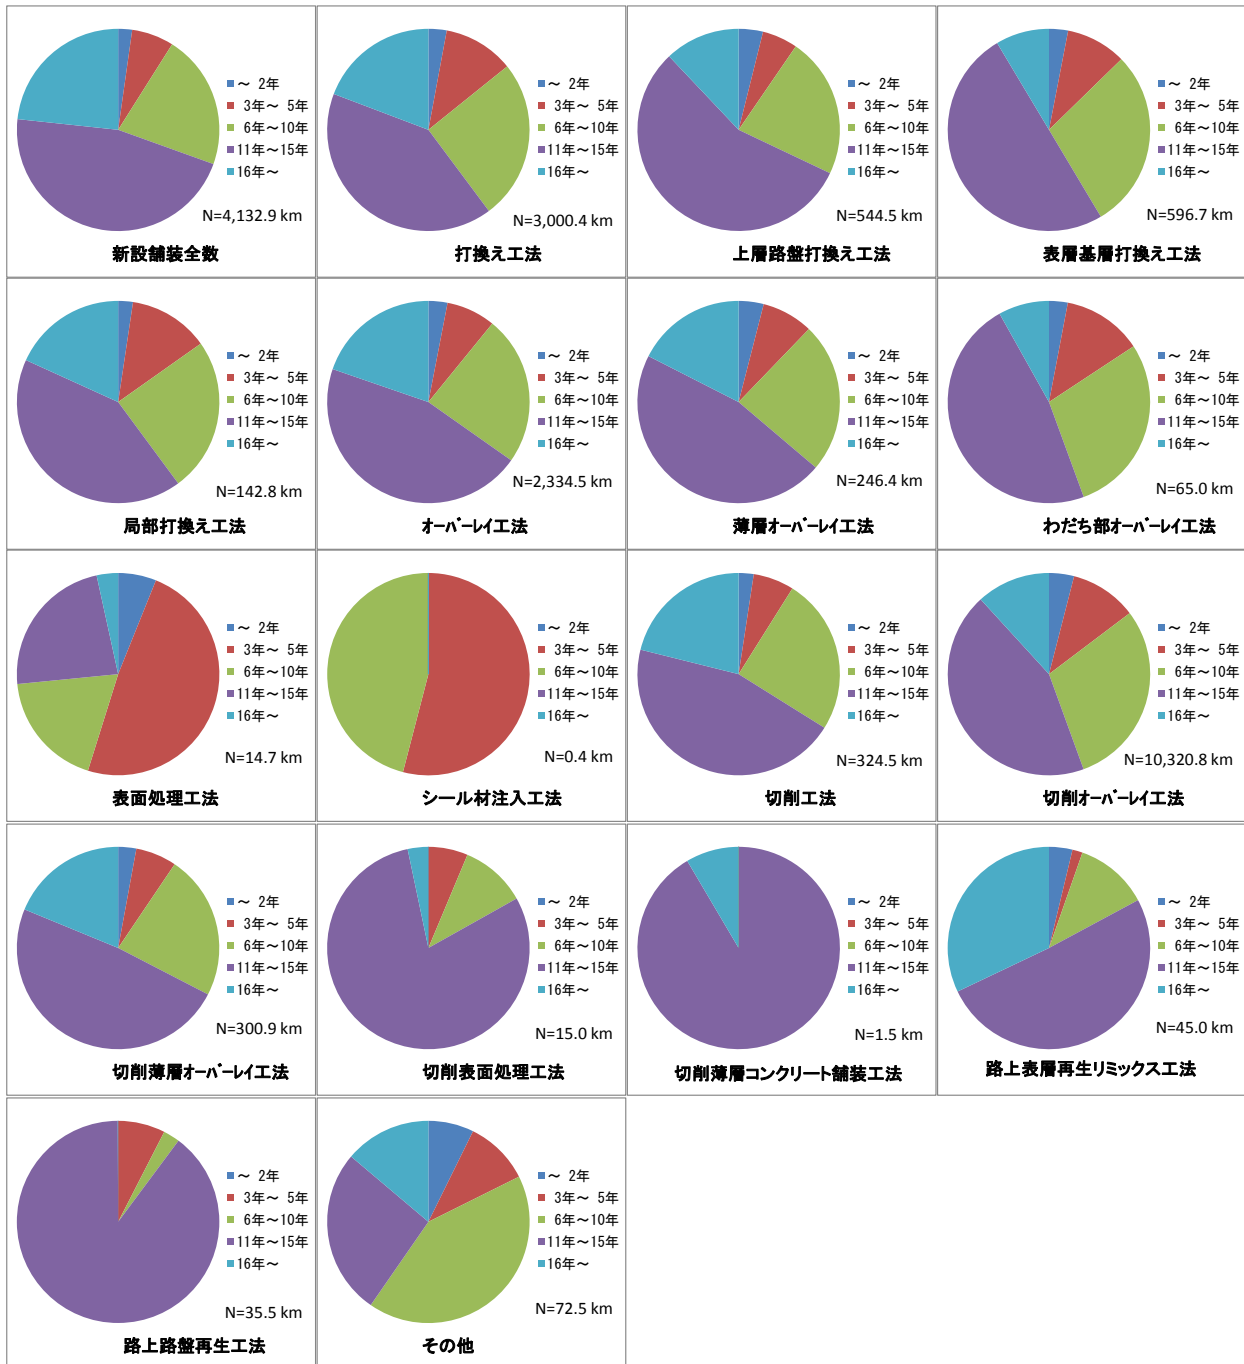 ～ 2年
3年～ 5年
6年～10年
11年～15年
16年～
N=4,132.9 km
新設舗装全数
～ 2年
3年～ 5年
6年～10年
11年～15年
16年～
N=3,000.4 km
打換え工法
～ 2年
3年～ 5年
6年～10年
11年～15年
16年～
N=544.5 km
上層路盤打換え工法
～ 2年
3年～ 5年
6年～10年
11年～15年
16年～
N=596.7 km
表層基層打換え工法
～ 2年
3年～ 5年
6年～10年
11年～15年
16年～
N=142.8 km
局部打換え工法
～ 2年
3年～ 5年
6年～10年
11年～15年
16年～
N=2,334.5 km
ｵｰﾊﾞｰﾚｲ工法
～ 2年
3年～ 5年
6年～10年
11年～15年
16年～
N=246.4 km
薄層ｵｰﾊﾞｰﾚｲ工法
～ 2年
3年～ 5年
6年～10年
11年～15年
16年～
N=65.0 km
わだち部ｵｰﾊﾞｰﾚｲ工法
～ 2年
3年～ 5年
6年～10年
11年～15年
16年～
N=14.7 km
表面処理工法
～ 2年
3年～ 5年
6年～10年
11年～15年
16年～
N=0.4 km
シール材注入工法
～ 2年
3年～ 5年
6年～10年
11年～15年
16年～
N=324.5 km
切削工法
～ 2年
3年～ 5年
6年～10年
11年～15年
16年～
N=10,320.8 km
切削ｵｰﾊﾞｰﾚｲ工法
～ 2年
3年～ 5年
6年～10年
11年～15年
16年～
N=300.9 km
切削薄層ｵｰﾊﾞｰﾚｲ工法
～ 2年
3年～ 5年
6年～10年
11年～15年
16年～
N=15.0 km
切削表面処理工法
～ 2年
3年～ 5年
6年～10年
11年～15年
16年～
N=1.5 km
切削薄層コンクリート舗装工法
～ 2年
3年～ 5年
6年～10年
11年～15年
16年～
N=45.0 km
路上表層再生リミックス工法
～ 2年
3年～ 5年
6年～10年
11年～15年
16年～
N=35.5 km
路上路盤再生工法
～ 2年
3年～ 5年
6年～10年
11年～15年
16年～
N=72.5 km
その他